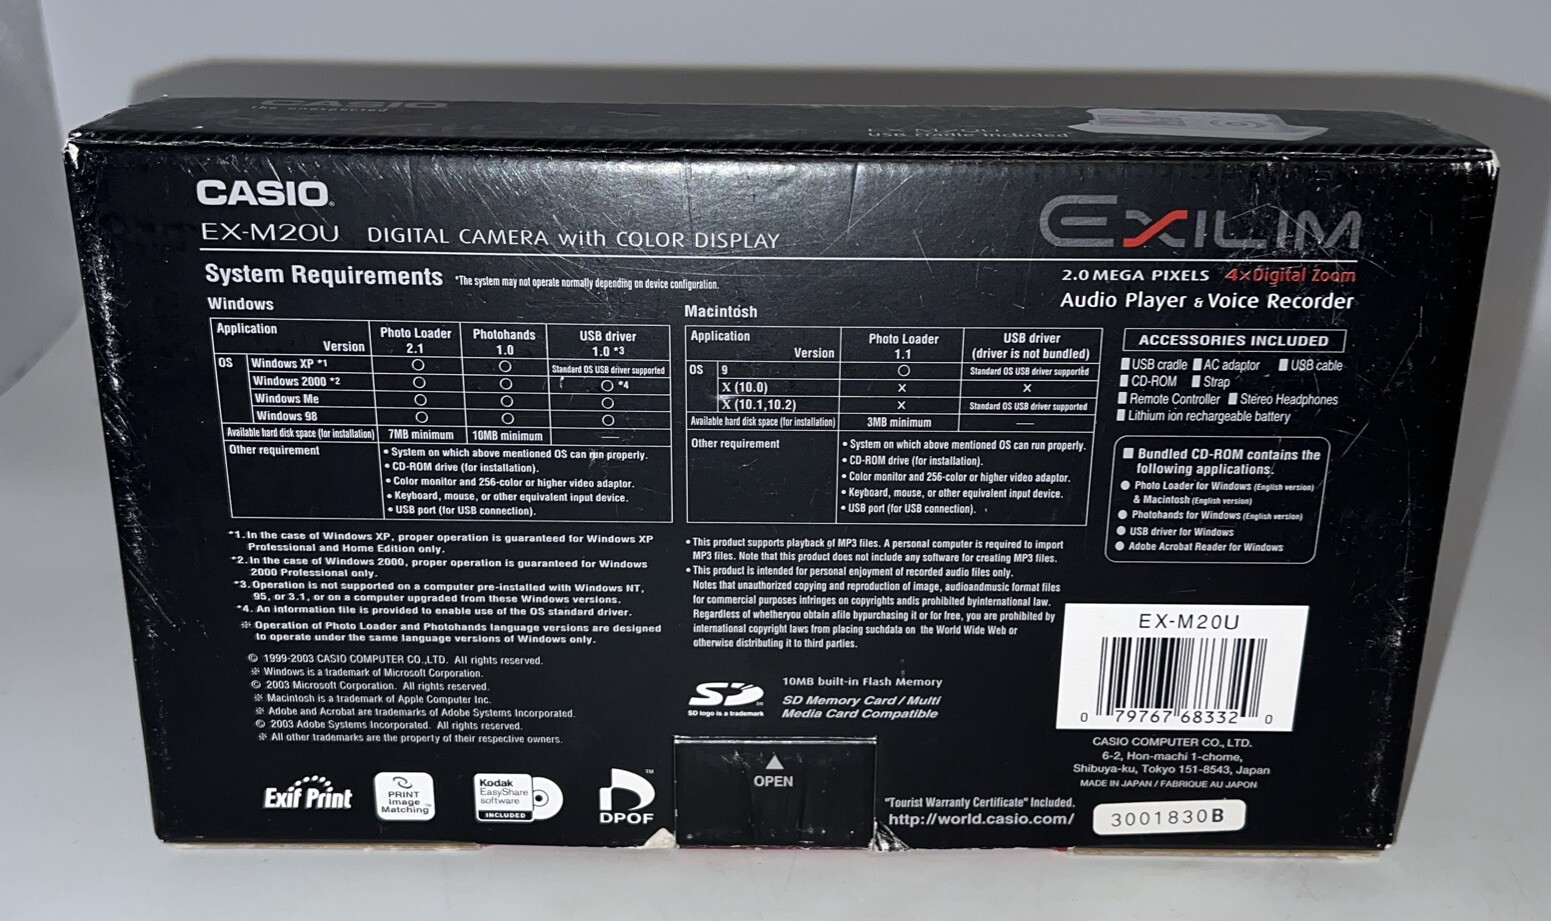 CASIO
EX-M20U
USB cradle included
CASIO.
EX-M20U DIGITAL CAMERA with COLOR DISPLAY
EXILIM
2.0 MEGA PIXELS 4×Digital Zoom
Audio Player & Voice Recorder
System Requirements *The system may not operate normally depending on device configuration.
Windows
Application
Version
Photo Loader 2.1
Photohands 1.0
USB driver 1.0 *3
OS Windows XP *1 ○ ○ Standard OS USB driver supported
Windows 2000 *2 ○ ○ ○ *4
Windows Me ○ ○ ○
Windows 98 ○ ○ ○
Available hard disk space (for installation) 7MB minimum 10MB minimum —
Other requirement
• System on which above mentioned OS can run properly.
• CD-ROM drive (for installation).
• Color monitor and 256-color or higher video adaptor.
• Keyboard, mouse, or other equivalent input device.
• USB port (for USB connection).
Macintosh
Application
Version
Photo Loader 1.1
USB driver
(driver is not bundled)
OS 9 ○ Standard OS USB driver supported
X (10.0) × ×
X (10.1,10.2) × Standard OS USB driver supported
Available hard disk space (for installation) 3MB minimum —
Other requirement
• System on which above mentioned OS can run properly.
• CD-ROM drive (for installation).
• Color monitor and 256-color or higher video adaptor.
• Keyboard, mouse, or other equivalent input device.
• USB port (for USB connection).
ACCESSORIES INCLUDED
■ USB cradle ■ AC adaptor ■ USB cable
■ CD-ROM ■ Strap
■ Remote Controller ■ Stereo Headphones
■ Lithium ion rechargeable battery
■ Bundled CD-ROM contains the
following applications.
● Photo Loader for Windows (English version)
& Macintosh (English version)
● Photohands for Windows (English version)
● USB driver for Windows
● Adobe Acrobat Reader for Windows
*1. In the case of Windows XP, proper operation is guaranteed for Windows XP
Professional and Home Edition only.
*2. In the case of Windows 2000, proper operation is guaranteed for Windows
2000 Professional only.
*3. Operation is not supported on a computer pre-installed with Windows NT,
95, or 3.1, or on a computer upgraded from these Windows versions.
*4. An information file is provided to enable use of the OS standard driver.
※ Operation of Photo Loader and Photohands language versions are designed
to operate under the same language versions of Windows only.
© 1999-2003 CASIO COMPUTER CO.,LTD. All rights reserved.
※ Windows is a trademark of Microsoft Corporation.
© 2003 Microsoft Corporation. All rights reserved.
※ Macintosh is a trademark of Apple Computer Inc.
※ Adobe and Acrobat are trademarks of Adobe Systems Incorporated.
© 2003 Adobe Systems Incorporated. All rights reserved.
※ All other trademarks are the property of their respective owners.
• This product supports playback of MP3 files. A personal computer is required to import
MP3 files. Note that this product does not include any software for creating MP3 files.
• This product is intended for personal enjoyment of recorded audio files only.
Notes that unauthorized copying and reproduction of image, audioandmusic format files
for commercial purposes infringes on copyrights andis prohibited byinternational law.
Regardless of whetheryou obtain afile bypurchasing it or for free, you are prohibited by
international copyright laws from placing suchdata on the World Wide Web or
otherwise distributing it to third parties.
SD
SD logo is a trademark
10MB built-in Flash Memory
SD Memory Card / Multi
Media Card Compatible
EX-M20U
0 79767 68332 0
CASIO COMPUTER CO., LTD.
6-2, Hon-machi 1-chome,
Shibuya-ku, Tokyo 151-8543, Japan
MADE IN JAPAN / FABRIQUE AU JAPON
Exif Print
PRINT
Image
Matching™
Kodak
EasyShare
software
INCLUDED
DPOF™
OPEN
"Tourist Warranty Certificate" Included.
http://world.casio.com/
3001830B